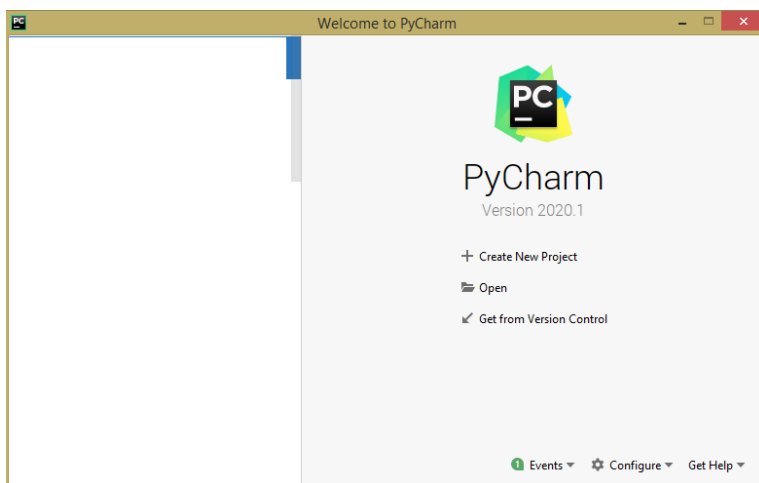 PC
Welcome to PyCharm
PC
PyCharm
Version 2020.1
Create New Project
Open
Get from Version Control
1 Events
Configure
Get Help